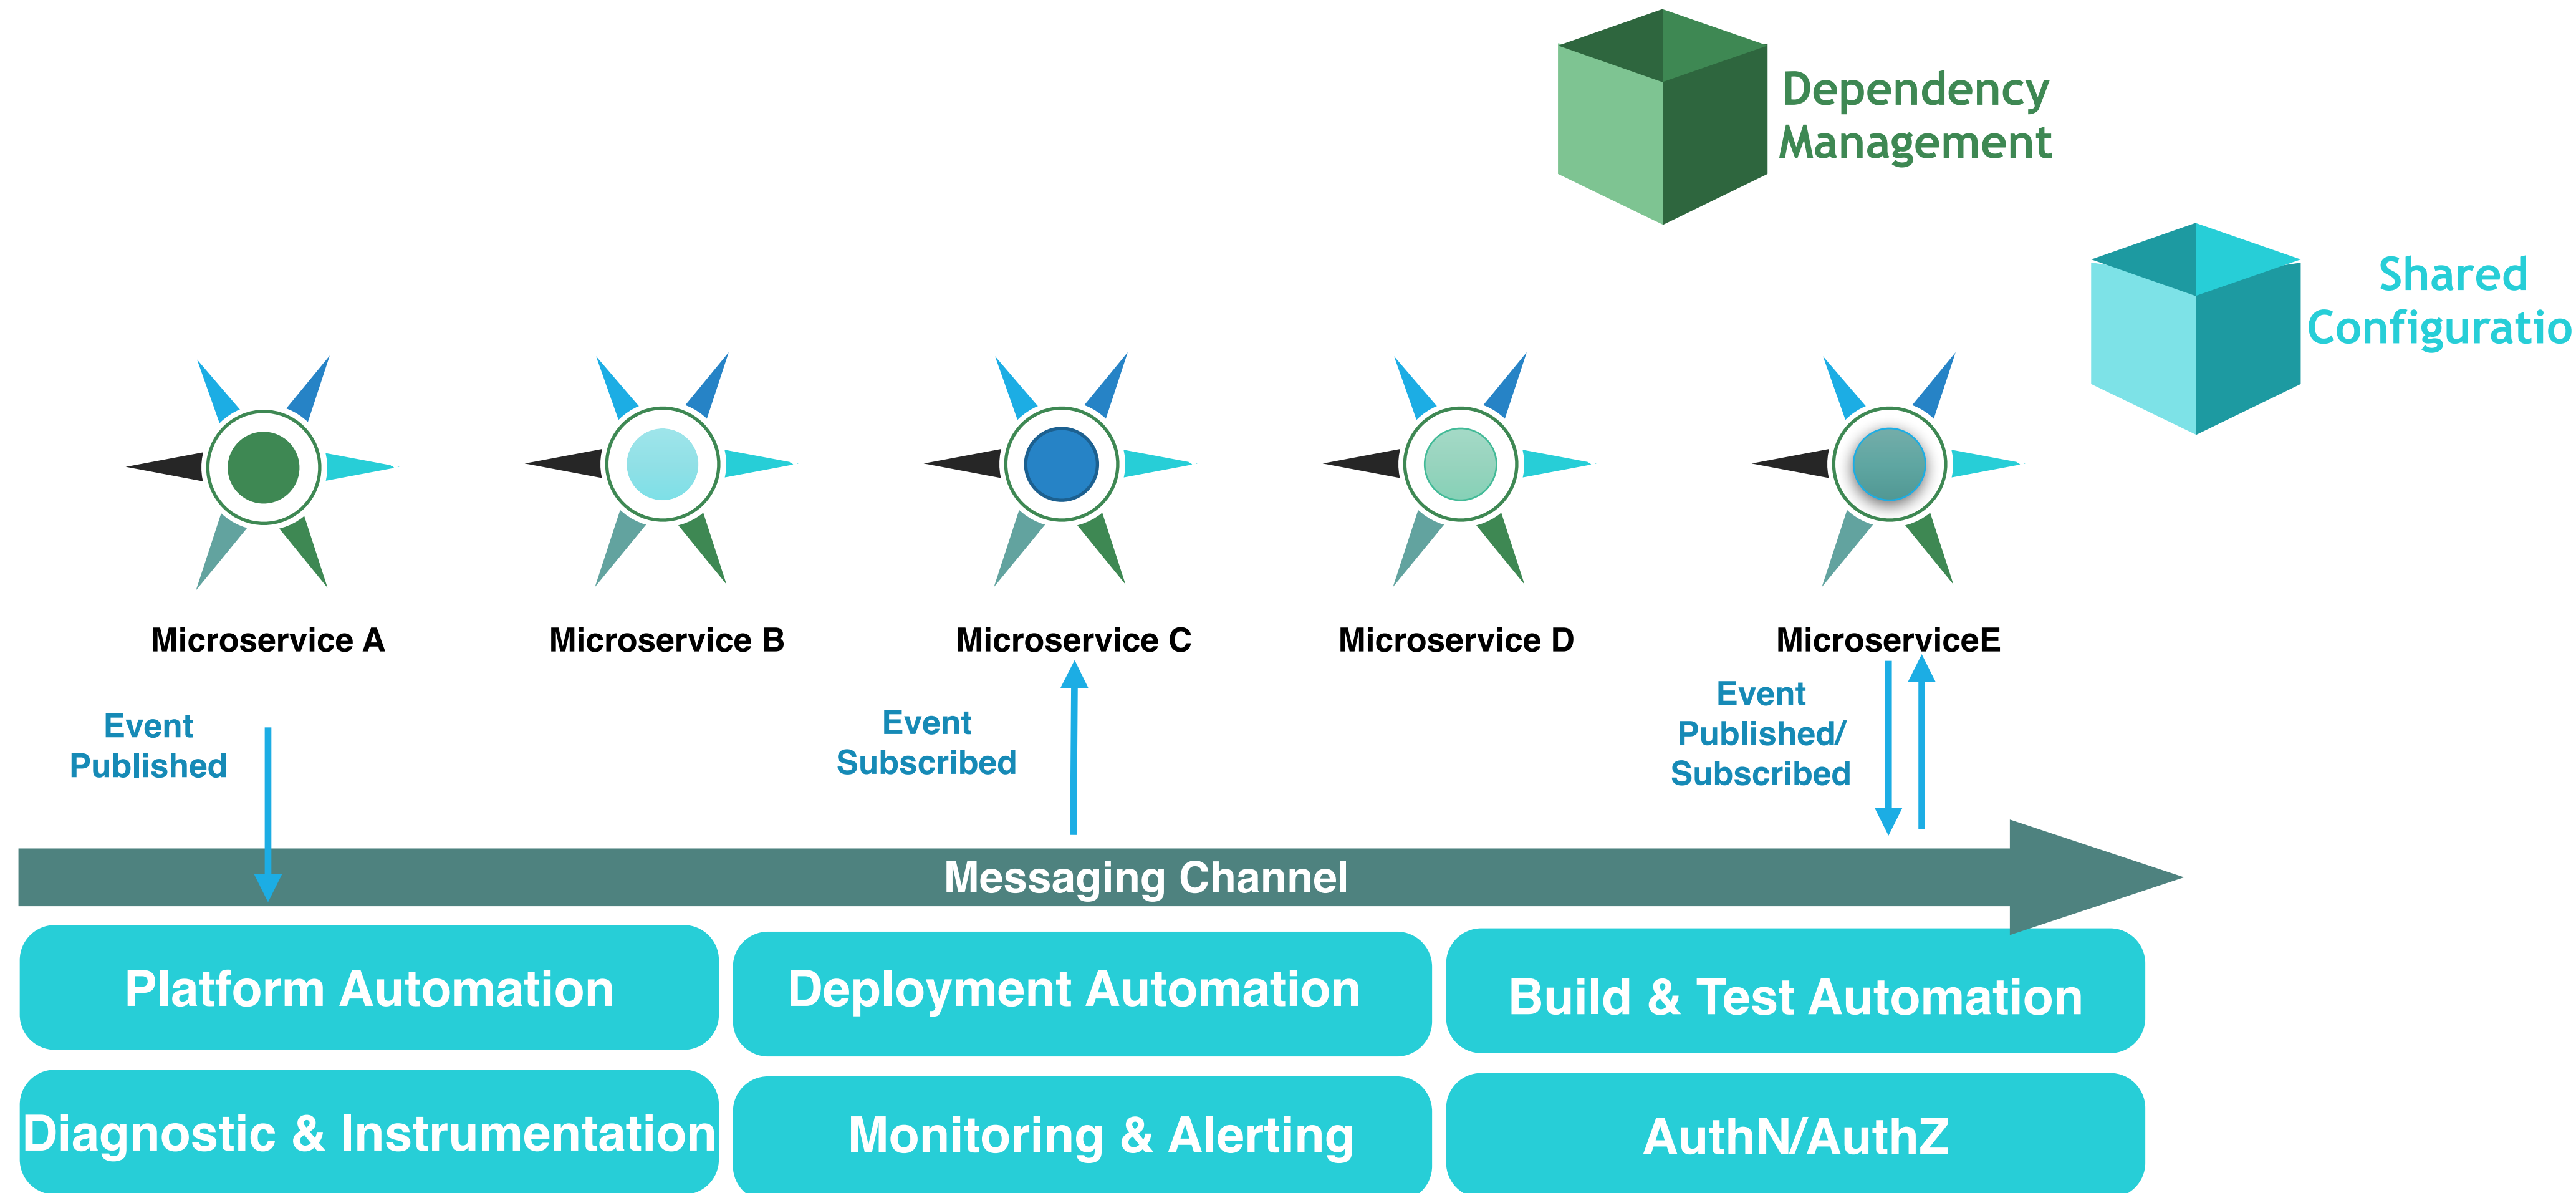 Dependency
Management
Shared
Configuratio
Microservice A
Microservice B
Microservice C
Microservice D
MicroserviceE
Event
Published
Event
Subscribed
Event
Published/
Subscribed
Messaging Channel
Platform Automation
Deployment Automation
Build & Test Automation
Diagnostic & Instrumentation
Monitoring & Alerting
AuthN/AuthZ